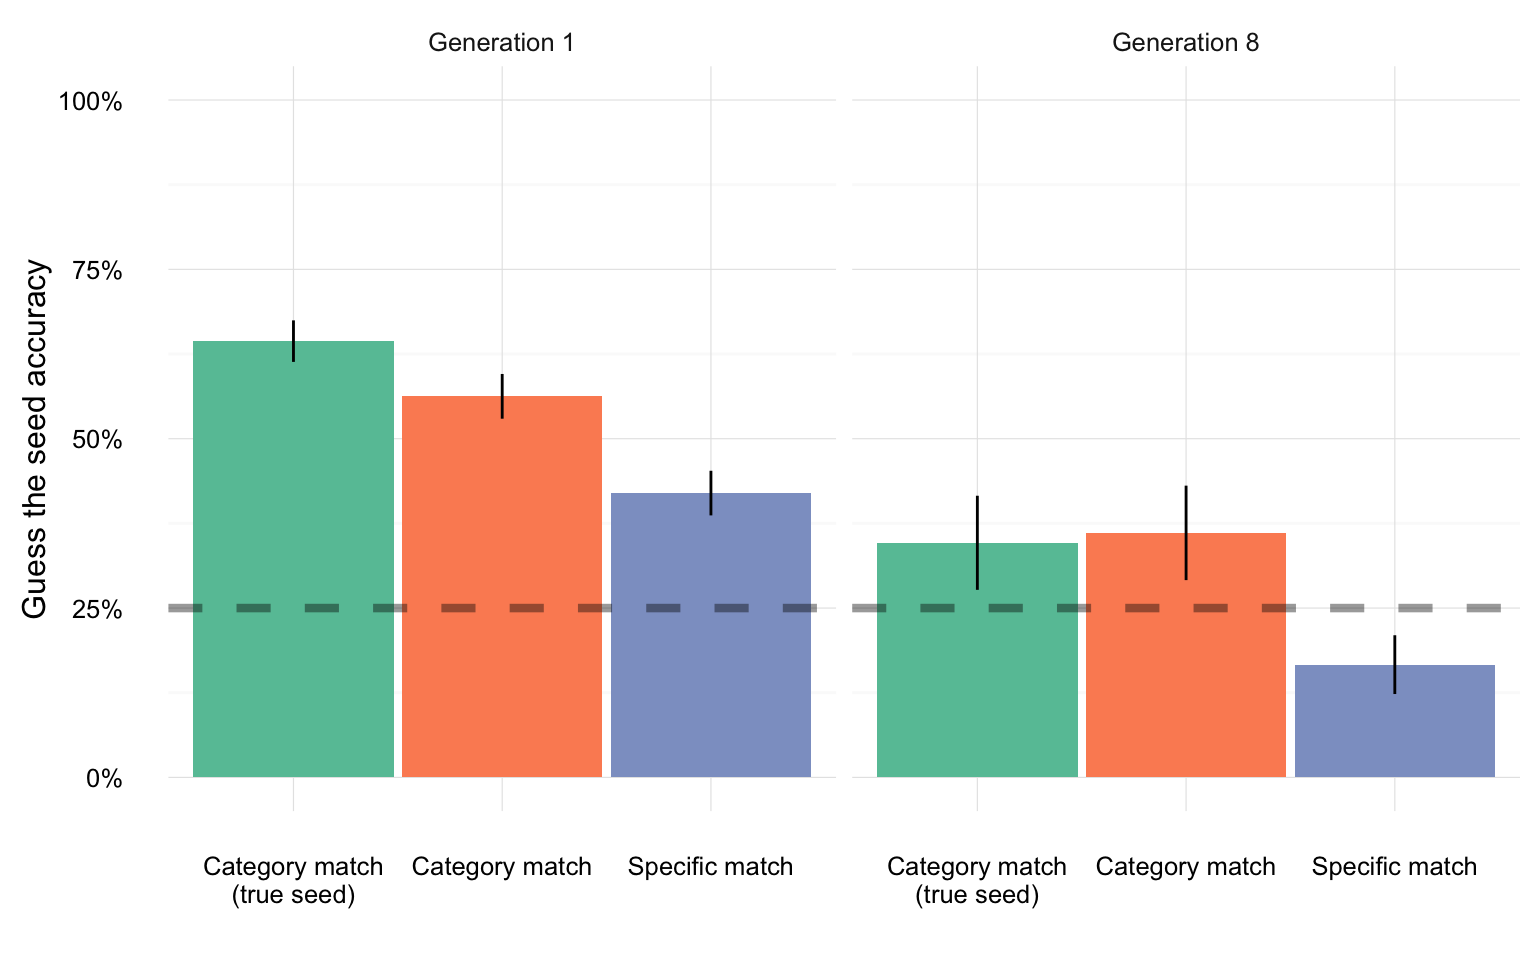 Generation 1
Generation 8
Guess the seed accuracy
100%
75%
50%
25%
0%
Category match
(true seed)
Category match
Specific match
Category match
(true seed)
Category match
Specific match